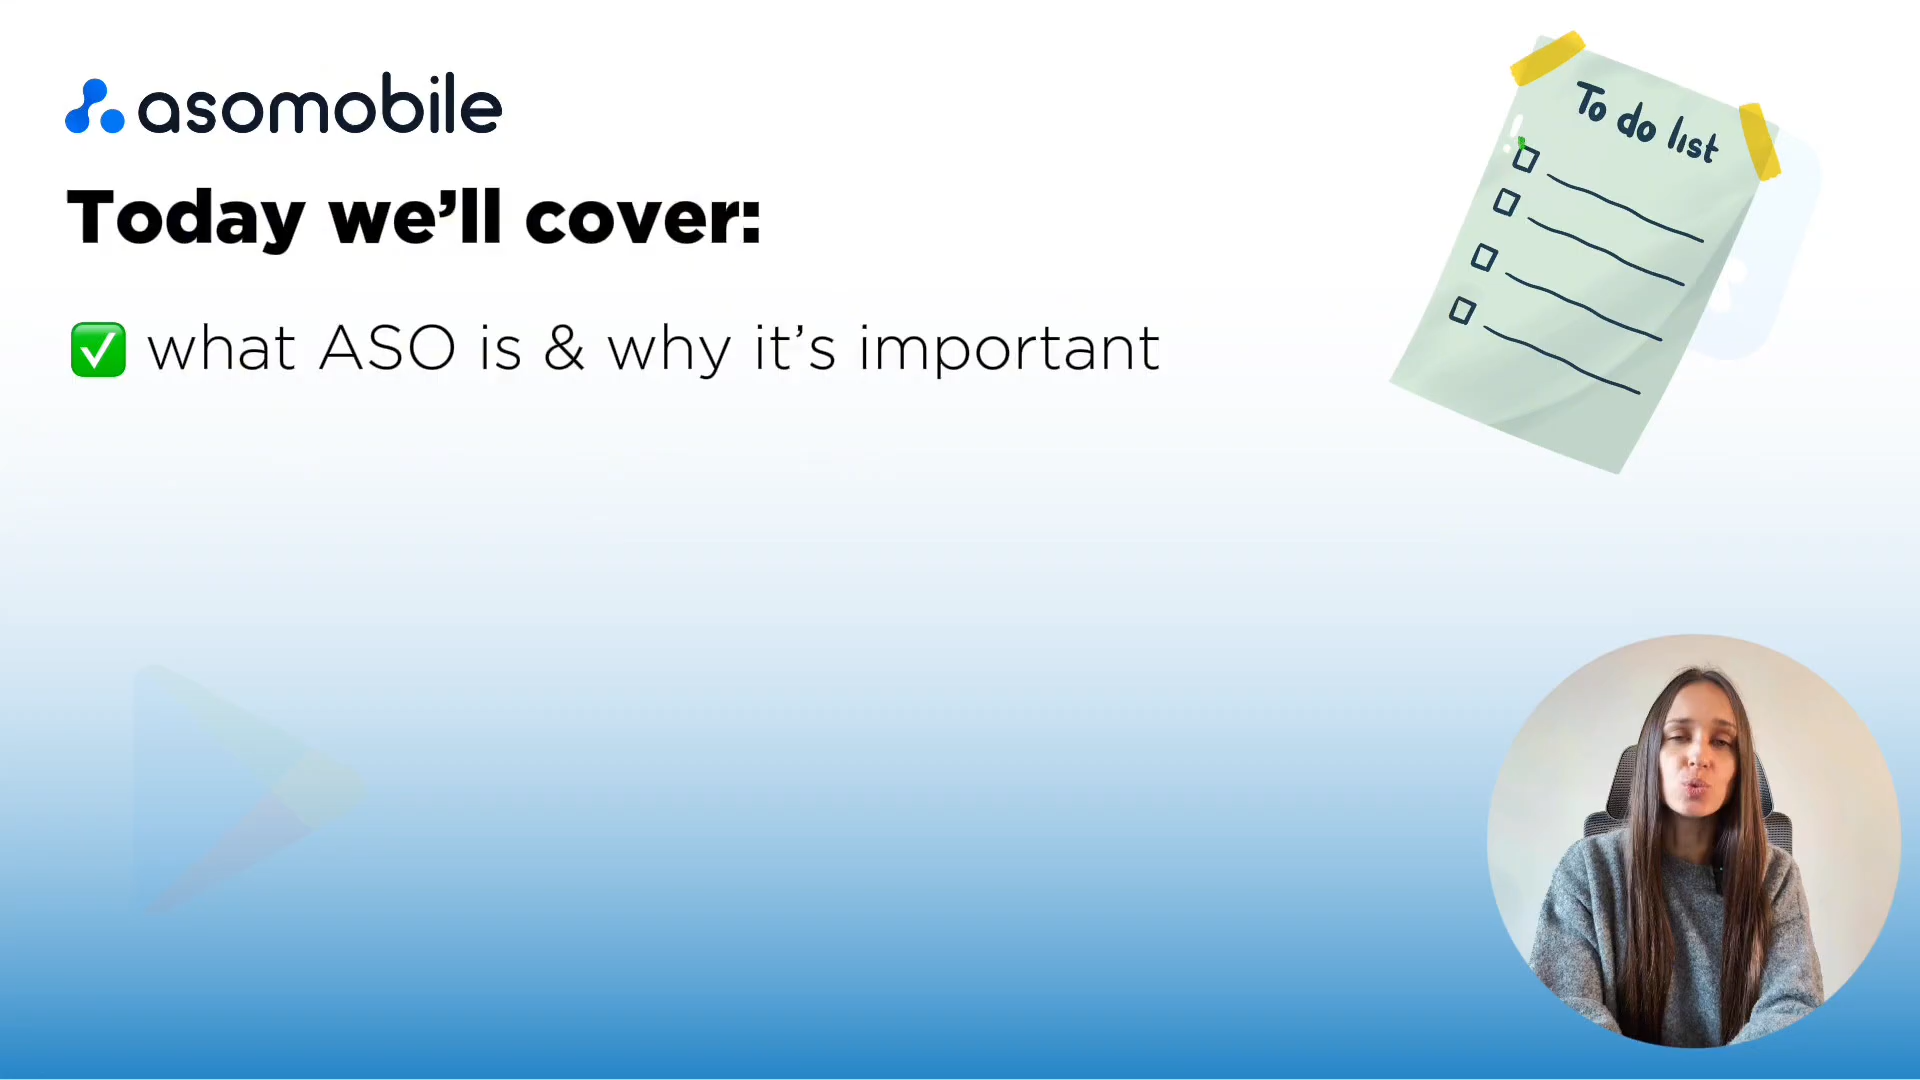 asomobile
Today we’ll cover:
✅ what ASO is & why it’s important
To do list